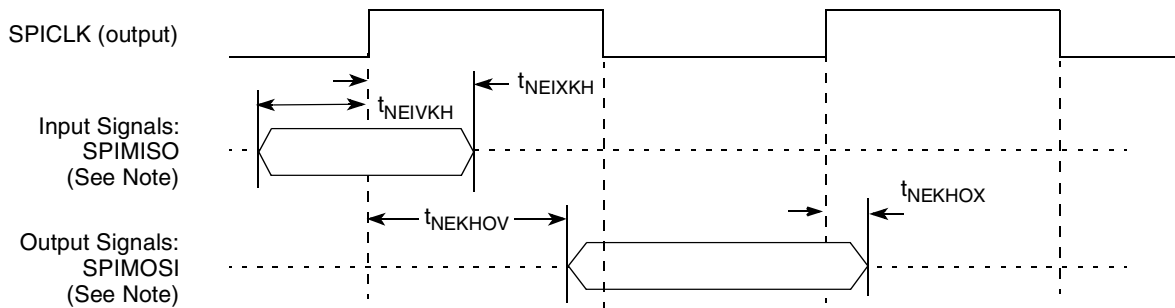 SPICLK (output)
tNEIXKH
tNEIVKH
Input Signals:
SPIMISO
(See Note)
tNEKHOX
tNEKHOV
Output Signals:
SPIMOSI
(See Note)